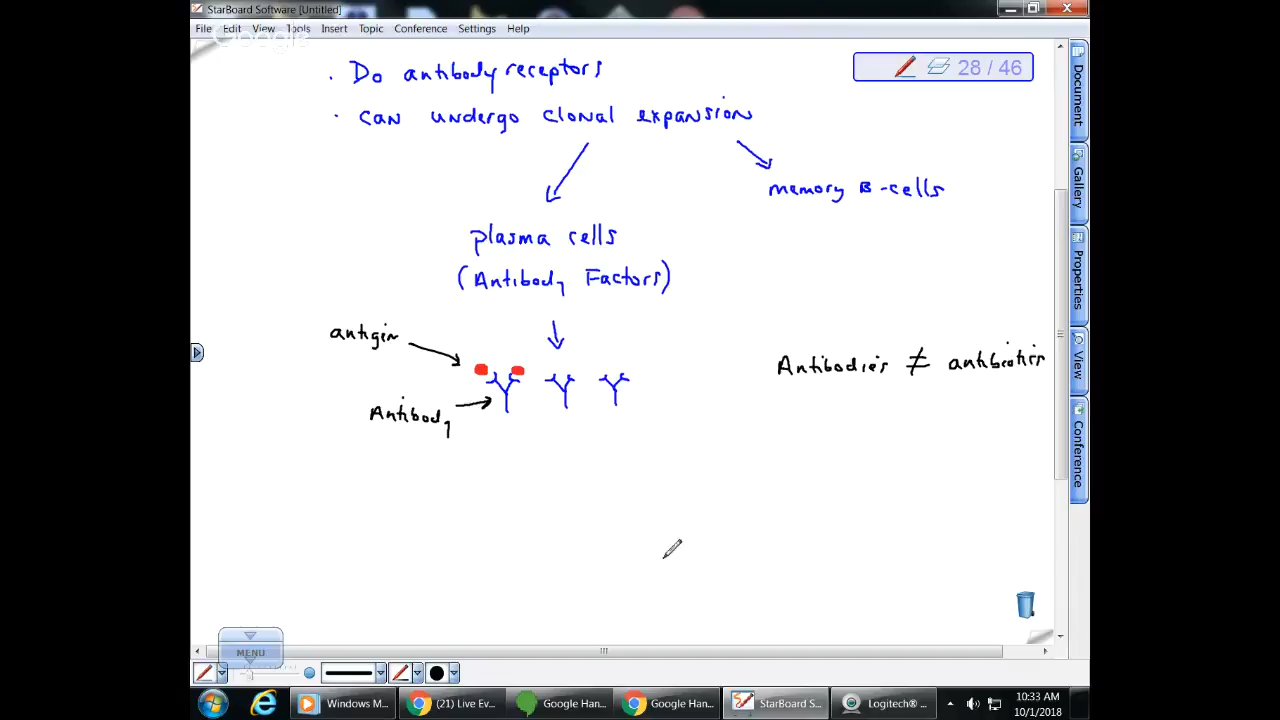 StarBoard Software [Untitled]
File Edit View Tools Insert Topic Conference Settings Help
Google
28 / 46
· Do antibody receptors
· can undergo clonal expansion
memory B-cells
plasma cells
(Antibody Factors)
antigin
Antibodies ≠ antibiotics
Antibody
Document
Gallery
Properties
View
Conference
MENU
Windows M...
(21) Live Ev...
Google Han...
Google Han...
StarBoard S...
Logitech® ...
10:33 AM
10/1/2018